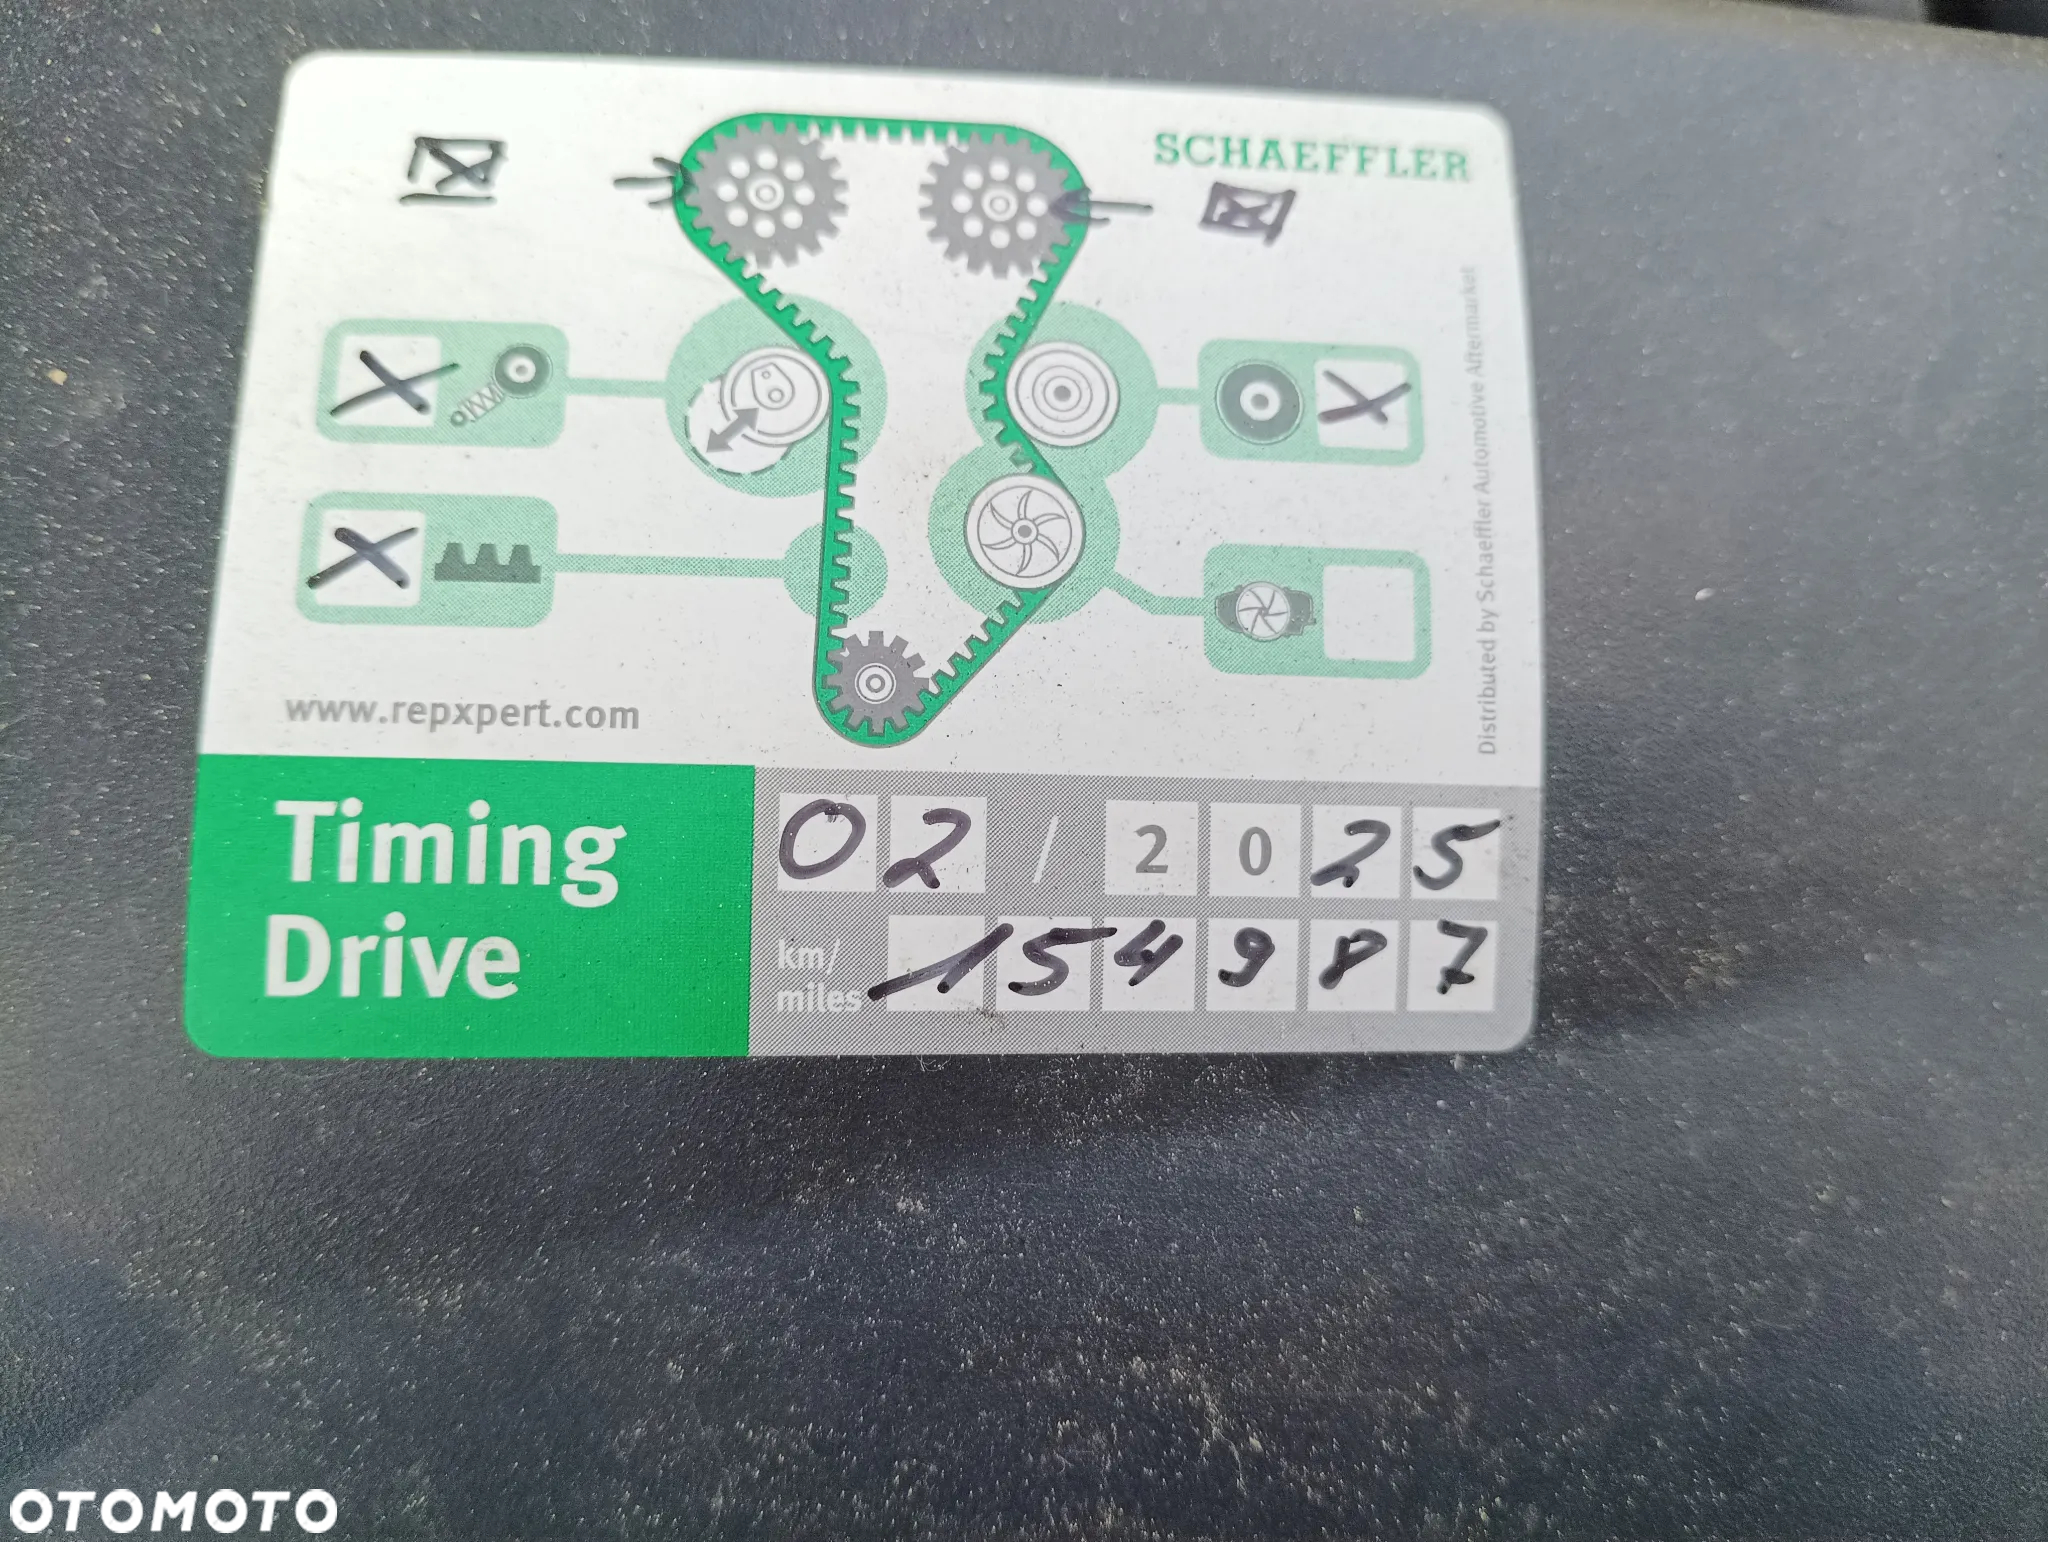 SCHAEFFLER
www.repxpert.com
Distributed by Schaeffler Automotive Aftermarket
Timing
Drive
02 / 2025
km/
miles
154987
OTOMOTO